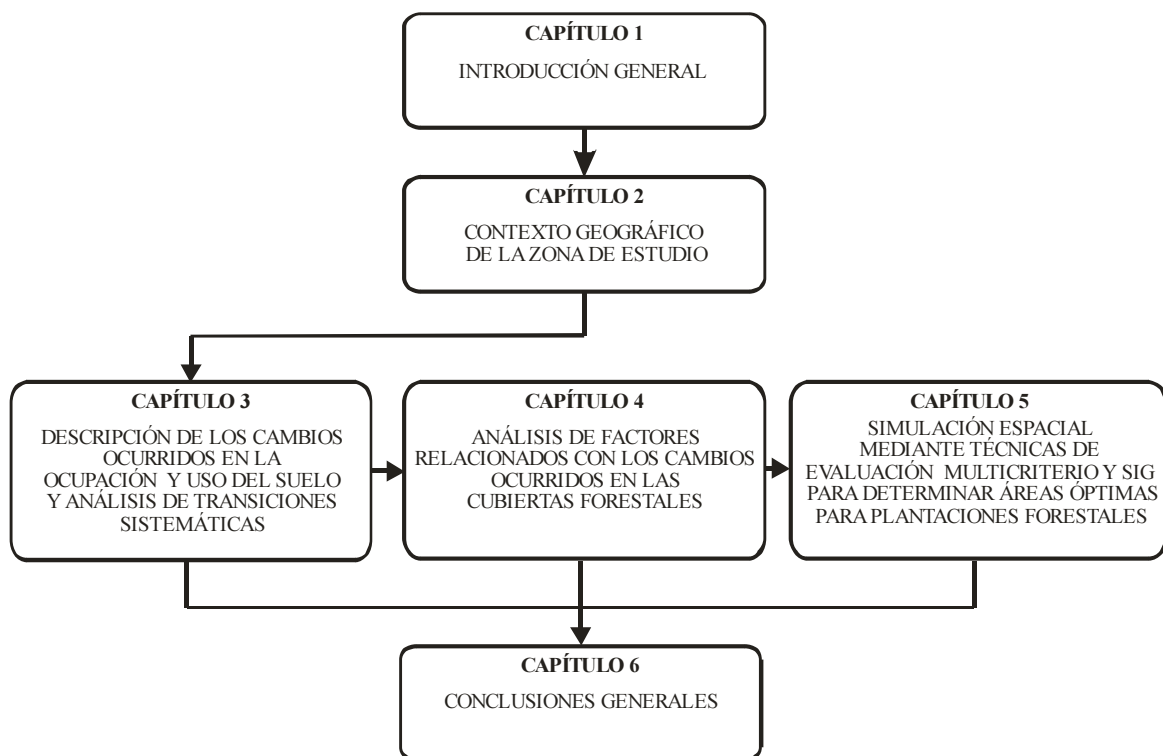 CAPÍTULO 1
INTRODUCCIÓN GENERAL
CAPÍTULO 2
CONTEXTO GEOGRÁFICO
DE LA ZONA DE ESTUDIO
CAPÍTULO 3
DESCRIPCIÓN DE LOS CAMBIOS
OCURRIDOS EN LA
OCUPACIÓN Y USO DEL SUELO
Y ANÁLISIS DE TRANSICIONES
SISTEMÁTICAS
CAPÍTULO 4
ANÁLISIS DE FACTORES
RELACIONADOS CON LOS CAMBIOS
OCURRIDOS EN LAS
CUBIERTAS FORESTALES
CAPÍTULO 5
SIMULACIÓN ESPACIAL
MEDIANTE TÉCNICAS DE
EVALUACIÓN MULTICRITERIO Y SIG
PARA DETERMINAR ÁREAS ÓPTIMAS
PARA PLANTACIONES FORESTALES
CAPÍTULO 6
CONCLUSIONES GENERALES